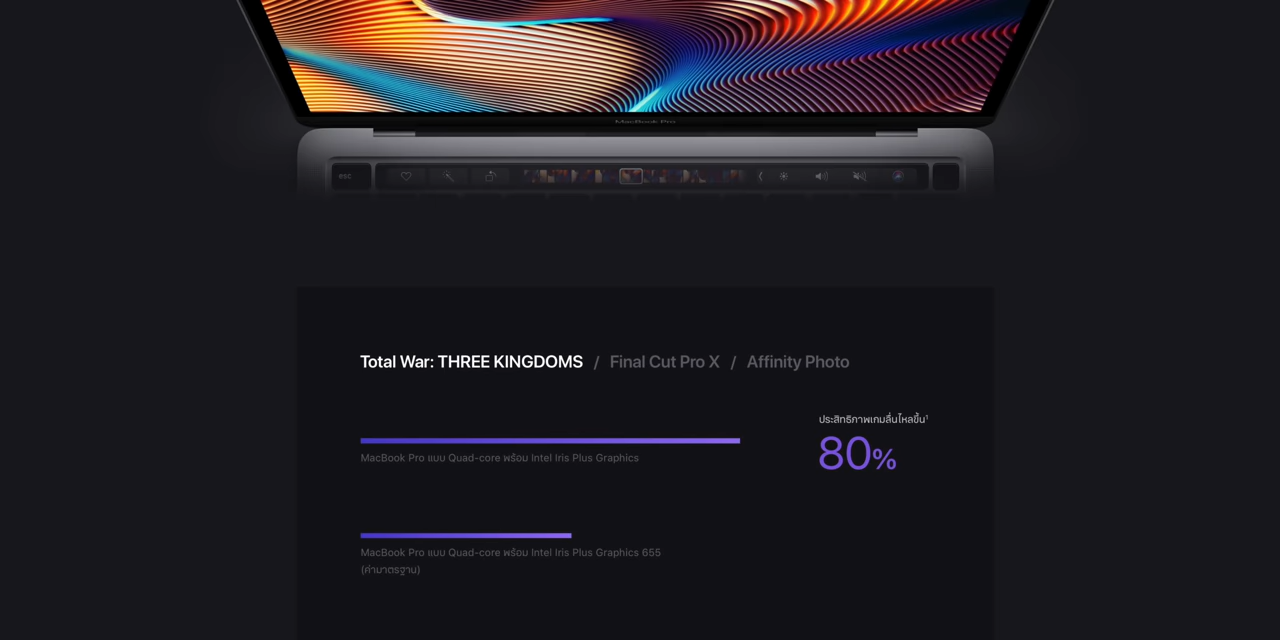 MacBook Pro
esc
Total War: THREE KINGDOMS / Final Cut Pro X / Affinity Photo
ประสิทธิภาพเกมลื่นไหลขึ้น¹
80%
MacBook Pro แบบ Quad-core พร้อม Intel Iris Plus Graphics
MacBook Pro แบบ Quad-core พร้อม Intel Iris Plus Graphics 655
(ค่ามาตรฐาน)